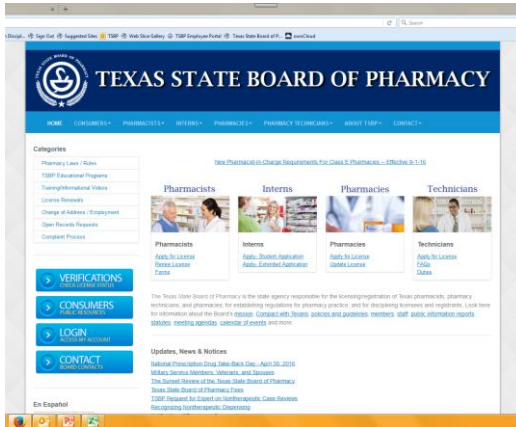 Search
Sign Out Suggested Sites TSBP Web Slice Gallery TSBP Employee Portal Texas State Board of P... ownCloud
TEXAS STATE BOARD OF PHARMACY
HOME CONSUMERS PHARMACISTS INTERNS PHARMACIES PHARMACY TECHNICIANS ABOUT TSBP CONTACT
Categories
Pharmacy Laws / Rules
TSBP Educational Programs
Training/Informational Videos
License Renewals
Change of Address / Employment
Open Records Requests
Complaint Process
VERIFICATIONS
CHECK LICENSE STATUS
CONSUMERS
PUBLIC RESOURCES
LOGIN
ACCESS MY ACCOUNT
CONTACT
BOARD CONTACTS
En Español
New Pharmacist-in-Charge Requirements For Class E Pharmacies -- Effective 9-1-16
Pharmacists Interns Pharmacies Technicians
Pharmacists
Apply for License
Renew License
Forms
Interns
Apply- Student Application
Apply- Extended Application
Pharmacies
Apply for License
Update License
Technicians
Apply for License
FAQs
Duties
The Texas State Board of Pharmacy is the state agency responsible for the licensing/registration of Texas pharmacists, pharmacy
technicians, and pharmacies; for establishing regulations for pharmacy practice; and for disciplining licensees and registrants. Look here
for information about the Board's mission, Compact with Texans, policies and guidelines, members, staff, public information reports
statutes, meeting agendas, calendar of events and more.
Updates, News & Notices
National Prescription Drug Take-Back Day - April 30, 2016
Military Service Members, Veterans, and Spouses
The Sunset Review of the Texas State Board of Pharmacy
Texas State Board of Pharmacy Fees
TSBP Request for Expert on Nontherapeutic Case Reviews
Recognizing Nontherapeutic Dispensing